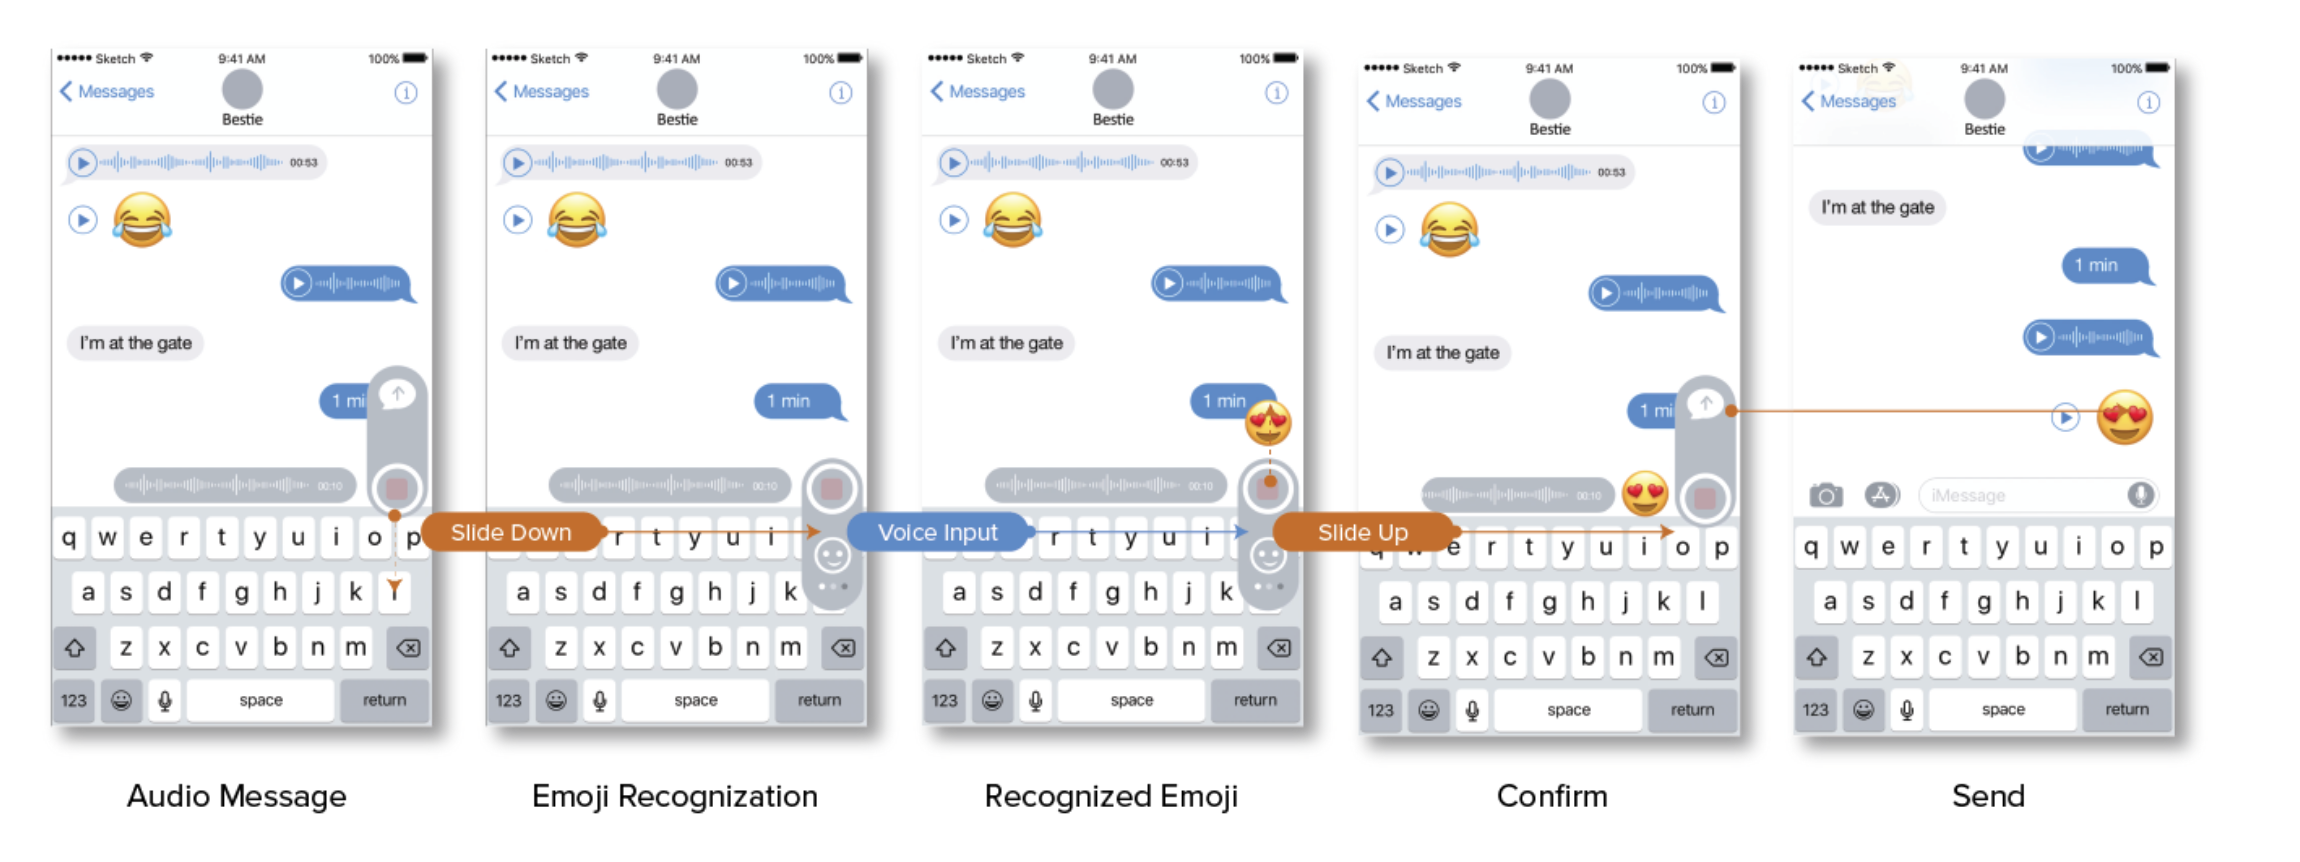 Sketch 9:41 AM 100%
Messages
Bestie
00:53
I'm at the gate
1 mi
00:10
q w e r t y u i o p
a s d f g h j k l
z x c v b n m
123 space return
Audio Message
Slide Down
Sketch 9:41 AM 100%
Messages
Bestie
00:53
I'm at the gate
1 min
00:10
r t y u i
a s d f g h j k
z x c v b n m
123 space return
Emoji Recognization
Voice Input
Sketch 9:41 AM 100%
Messages
Bestie
00:53
I'm at the gate
1 min
00:10
r t y u i
a s d f g h j k
z x c v b n m
123 space return
Recognized Emoji
Slide Up
Sketch 9:41 AM 100%
Messages
Bestie
00:53
I'm at the gate
1 mi
00:10
q w e r t y u i o p
a s d f g h j k l
z x c v b n m
123 space return
Confirm
Sketch 9:41 AM 100%
Messages
Bestie
I'm at the gate
1 min
iMessage
q w e r t y u i o p
a s d f g h j k l
z x c v b n m
123 space return
Send